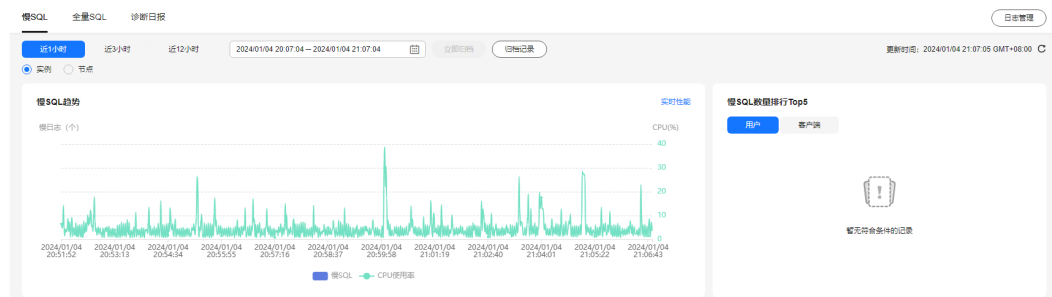 慢SQL 全量SQL 诊断日报 日志管理
近1小时 近3小时 近12小时 2024/01/04 20:07:04 — 2024/01/04 21:07:04 立即归档 归档记录 更新时间：2024/01/04 21:07:05 GMT+08:00
实例 节点
慢SQL趋势 实时性能
慢日志（个） CPU(%)
40
30
20
10
0
2024/01/04 2024/01/04 2024/01/04 2024/01/04 2024/01/04 2024/01/04 2024/01/04 2024/01/04 2024/01/04 2024/01/04 2024/01/04 2024/01/04
20:51:52 20:53:13 20:54:34 20:55:55 20:57:16 20:58:37 20:59:58 21:01:19 21:02:40 21:04:01 21:05:22 21:06:43
慢SQL CPU使用率
慢SQL数量排行Top5
用户 客户端
暂无符合条件的记录